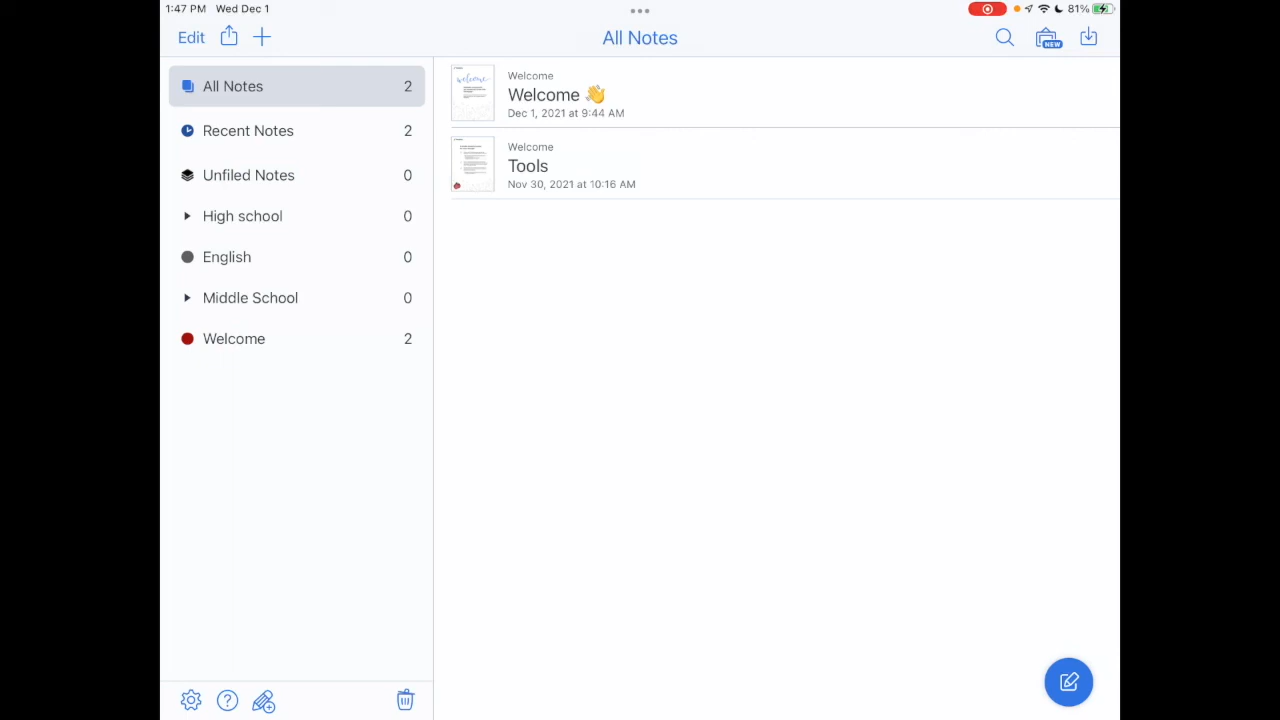 1:47 PM Wed Dec 1
81%
Edit
All Notes
NEW
All Notes 2
Recent Notes 2
Unfiled Notes 0
High school 0
English 0
Middle School 0
Welcome 2
Welcome
Welcome 👋
Dec 1, 2021 at 9:44 AM
Welcome
Tools
Nov 30, 2021 at 10:16 AM
welcome